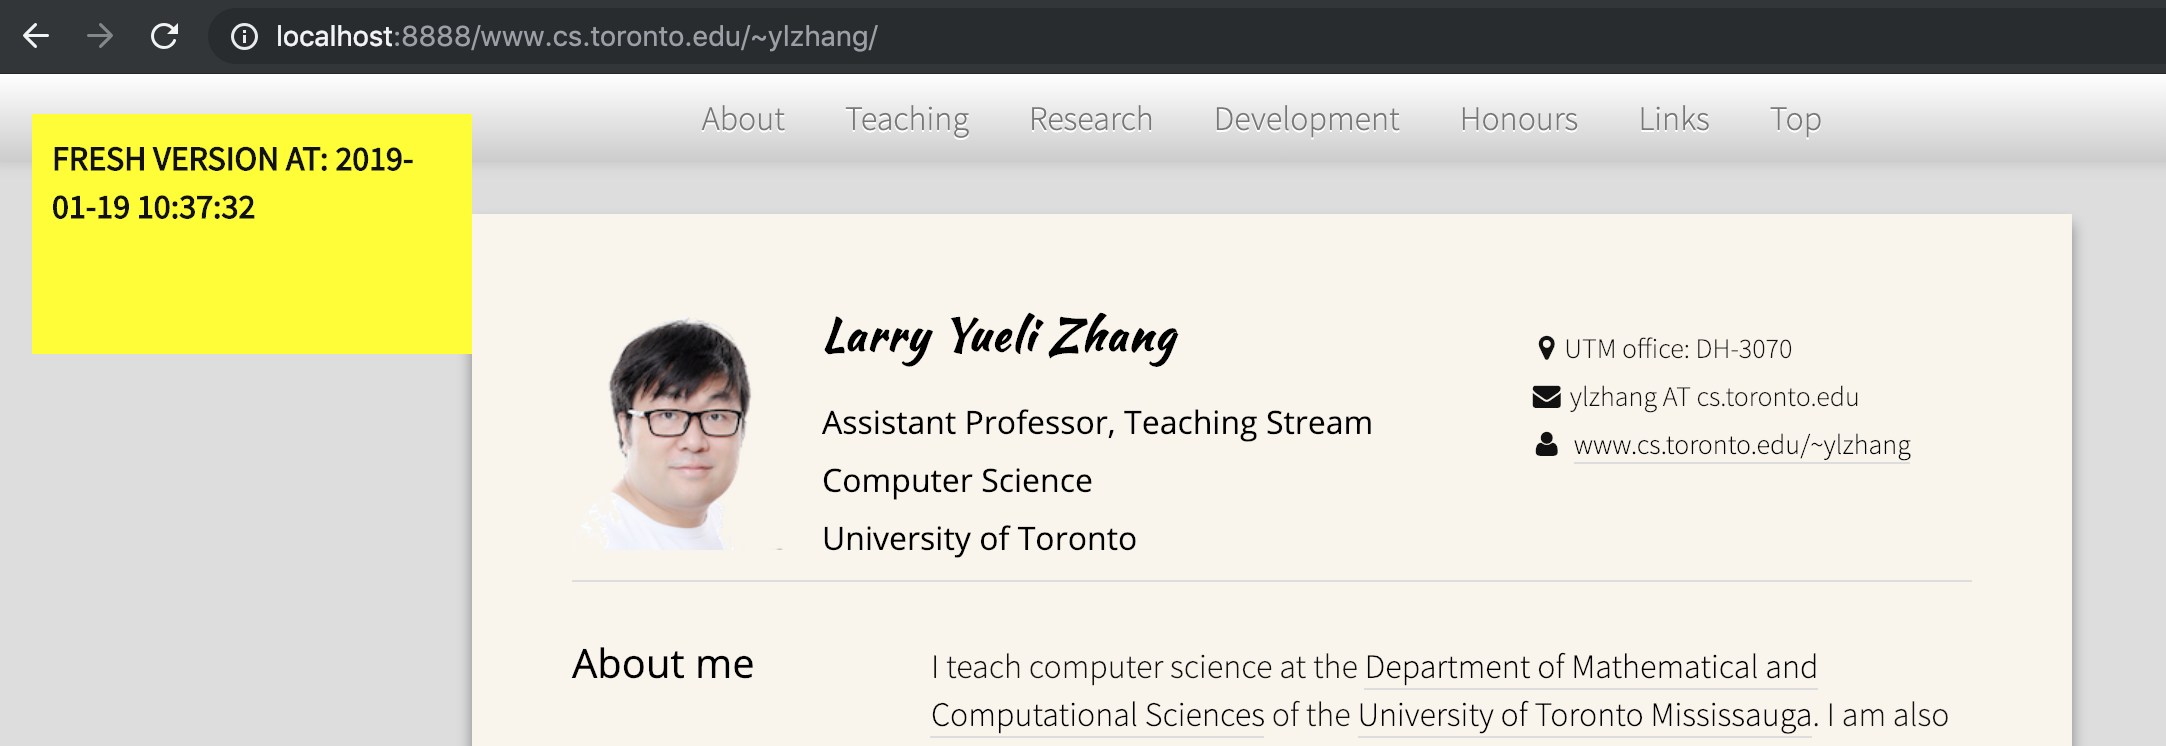 localhost:8888/www.cs.toronto.edu/~ylzhang/
About Teaching Research Development Honours Links Top
FRESH VERSION AT: 2019-
01-19 10:37:32
Larry Yueli Zhang
Assistant Professor, Teaching Stream
Computer Science
University of Toronto
UTM office: DH-3070
ylzhang AT cs.toronto.edu
www.cs.toronto.edu/~ylzhang
About me
I teach computer science at the Department of Mathematical and
Computational Sciences of the University of Toronto Mississauga. I am also